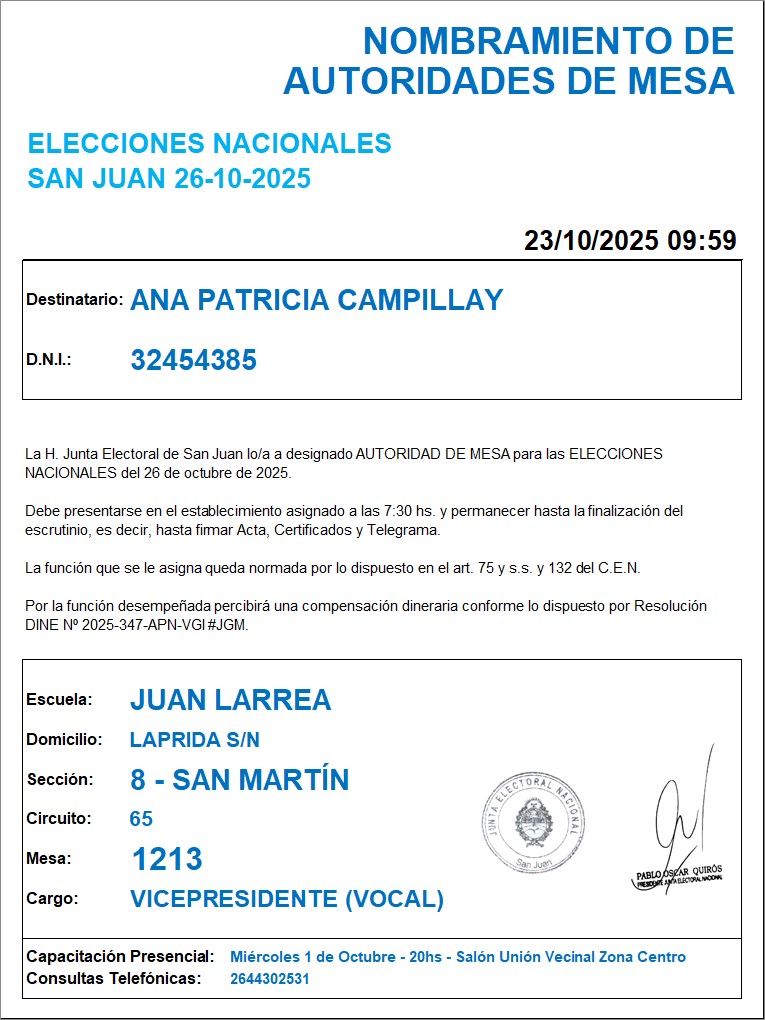 NOMBRAMIENTO DE
AUTORIDADES DE MESA
ELECCIONES NACIONALES
SAN JUAN 26-10-2025
23/10/2025 09:59
Destinatario: ANA PATRICIA CAMPILLAY
D.N.I.: 32454385
La H. Junta Electoral de San Juan lo/a a designado AUTORIDAD DE MESA para las ELECCIONES
NACIONALES del 26 de octubre de 2025.
Debe presentarse en el establecimiento asignado a las 7:30 hs. y permanecer hasta la finalización del
escrutinio, es decir, hasta firmar Acta, Certificados y Telegrama.
La función que se le asigna queda normada por lo dispuesto en el art. 75 y s.s. y 132 del C.E.N.
Por la función desempeñada percibirá una compensación dineraria conforme lo dispuesto por Resolución
DINE Nº 2025-347-APN-VGI#JGM.
Escuela: JUAN LARREA
Domicilio: LAPRIDA S/N
Sección: 8 - SAN MARTÍN
Circuito: 65
Mesa: 1213
Cargo: VICEPRESIDENTE (VOCAL)
JUNTA ELECTORAL NACIONAL
San Juan
PABLO OSCAR QUIRÓS
PRESIDENTE JUNTA ELECTORAL NACIONAL
Capacitación Presencial: Miércoles 1 de Octubre - 20hs - Salón Unión Vecinal Zona Centro
Consultas Telefónicas: 2644302531